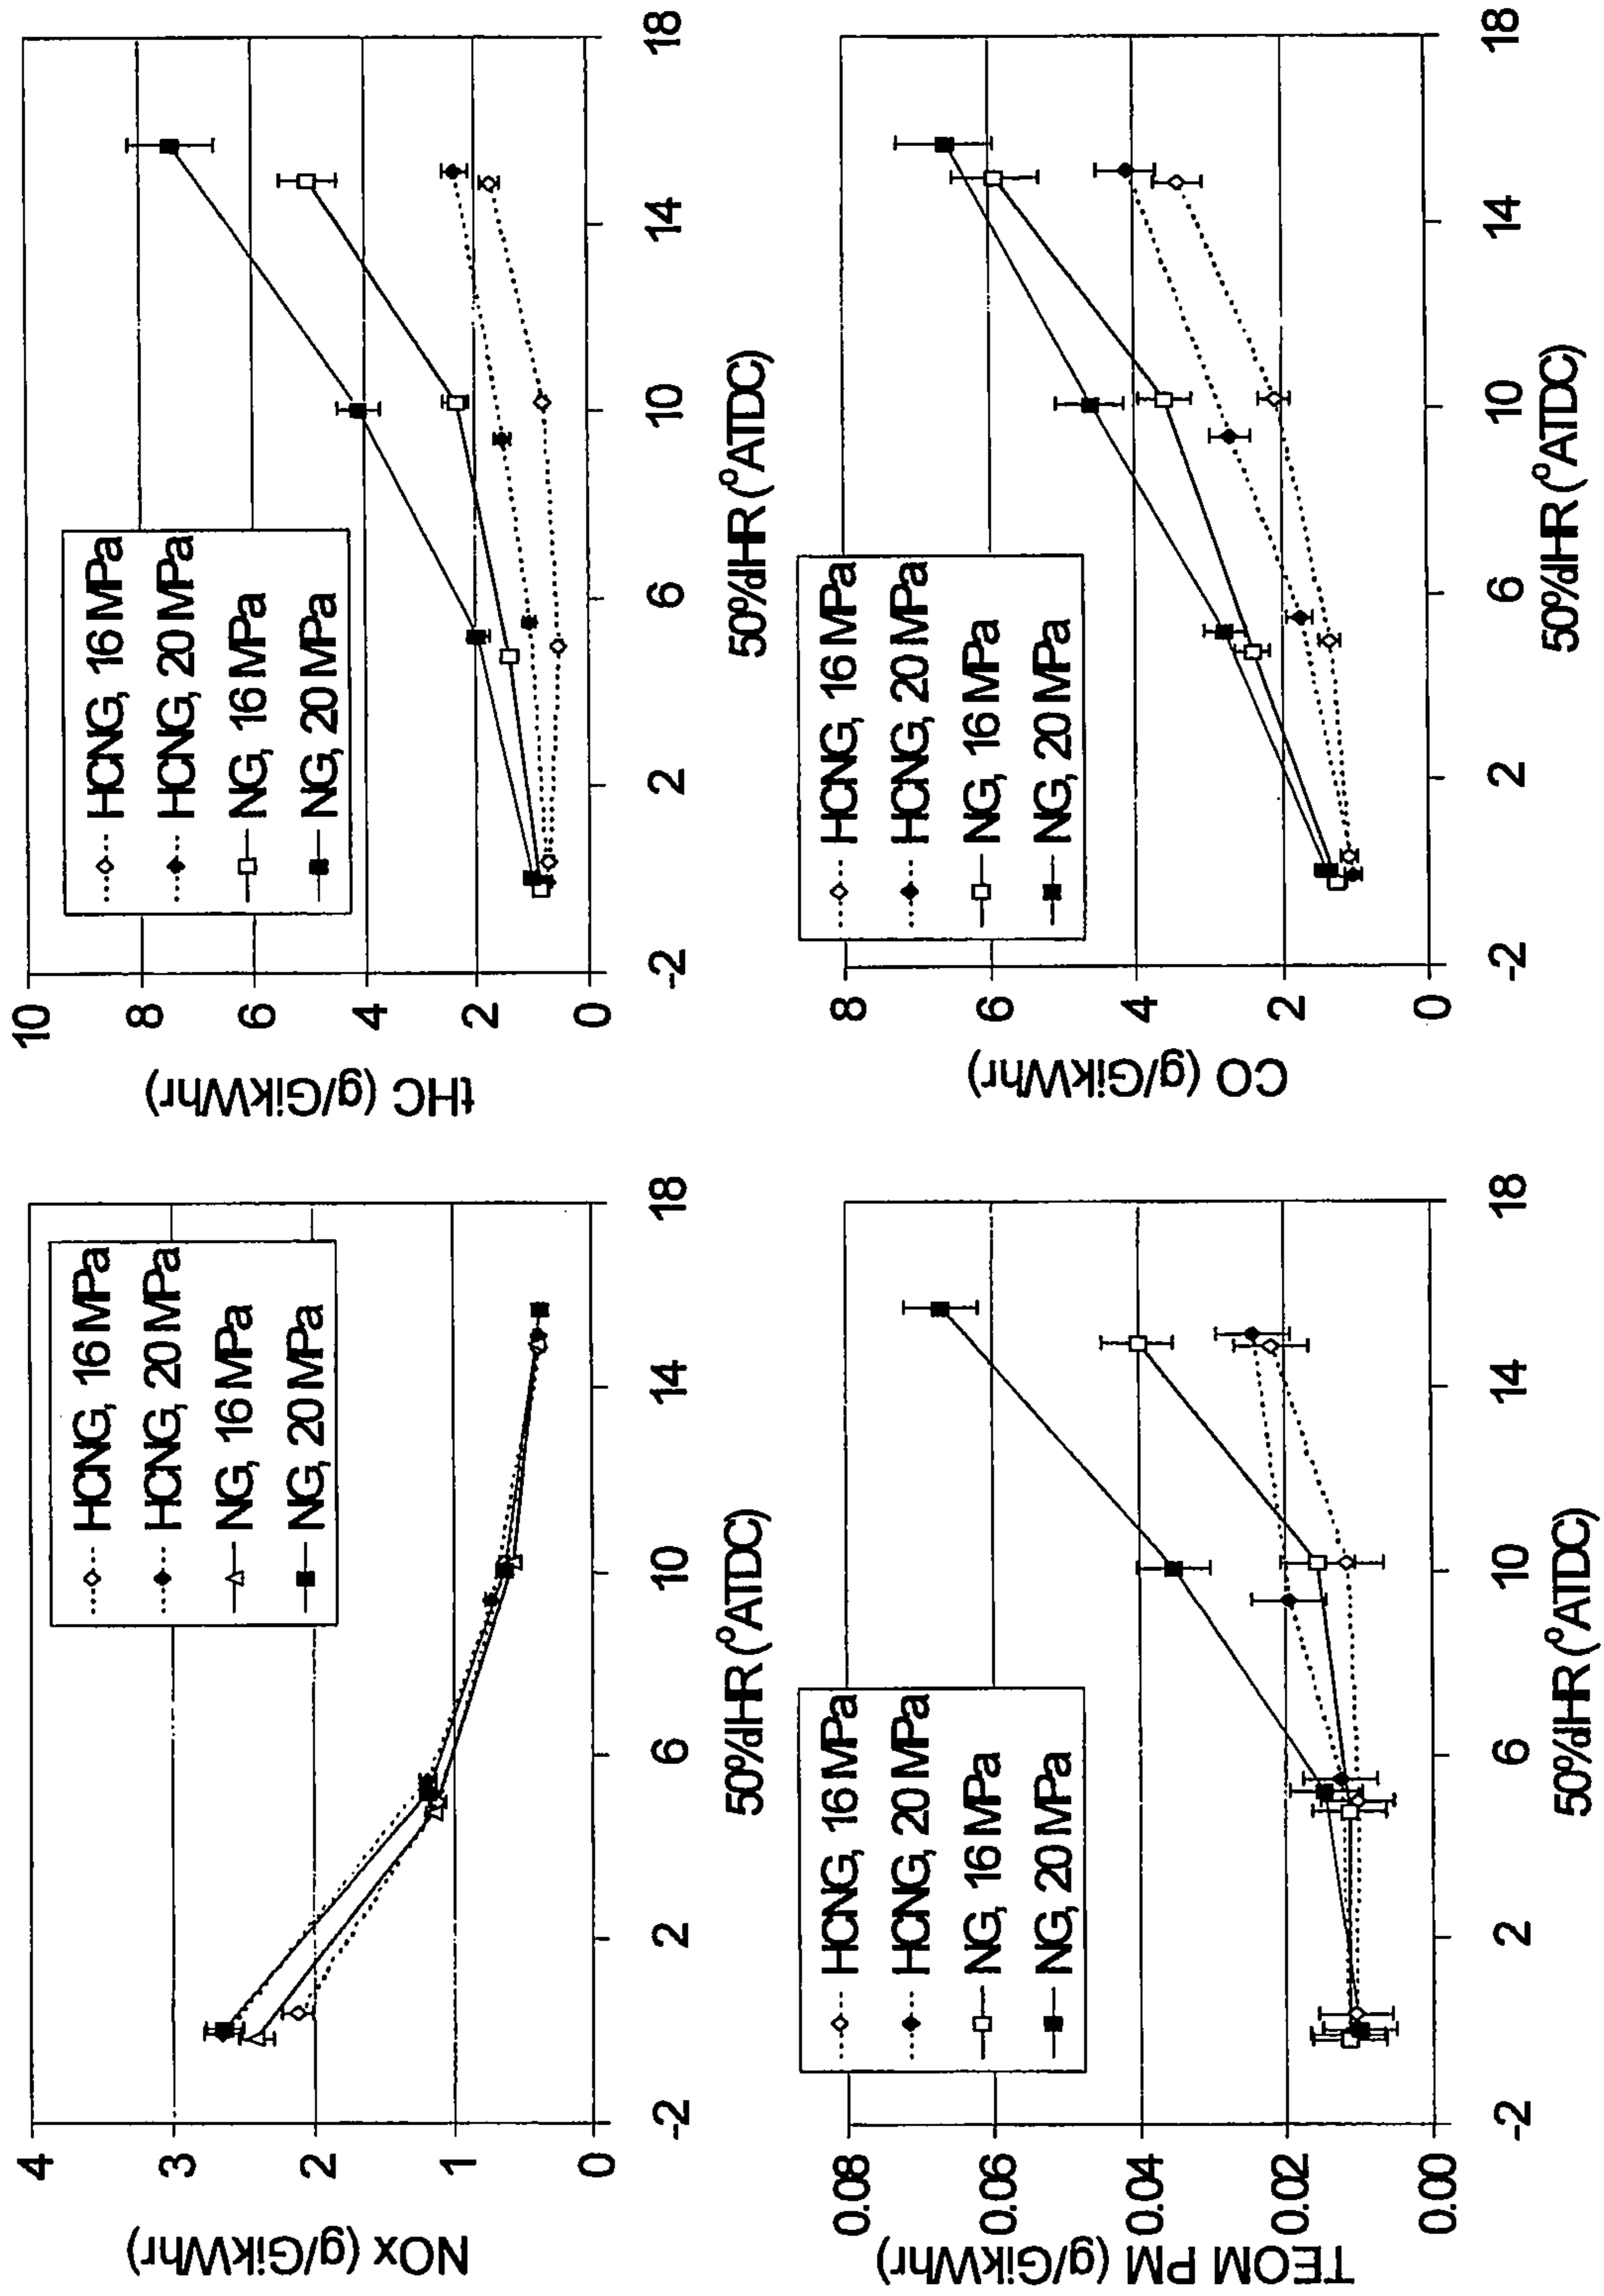 NOx (g/GikWhr)
4
3
2
1
0
HCNG, 16 MPa
HCNG, 20 MPa
NG, 16 MPa
NG, 20 MPa
-2 2 6 10 14 18
50%IHR (°ATDC)
tHC (g/GikWhr)
10
8
6
4
2
0
HCNG, 16 MPa
HCNG, 20 MPa
NG, 16 MPa
NG, 20 MPa
-2 2 6 10 14 18
50%IHR (°ATDC)
TEOM PM (g/GikWhr)
0.08
0.06
0.04
0.02
0.00
HCNG, 16 MPa
HCNG, 20 MPa
NG, 16 MPa
NG, 20 MPa
-2 2 6 10 14 18
50%IHR (°ATDC)
CO (g/GikWhr)
8
6
4
2
0
HCNG, 16 MPa
HCNG, 20 MPa
NG, 16 MPa
NG, 20 MPa
-2 2 6 10 14 18
50%IHR (°ATDC)